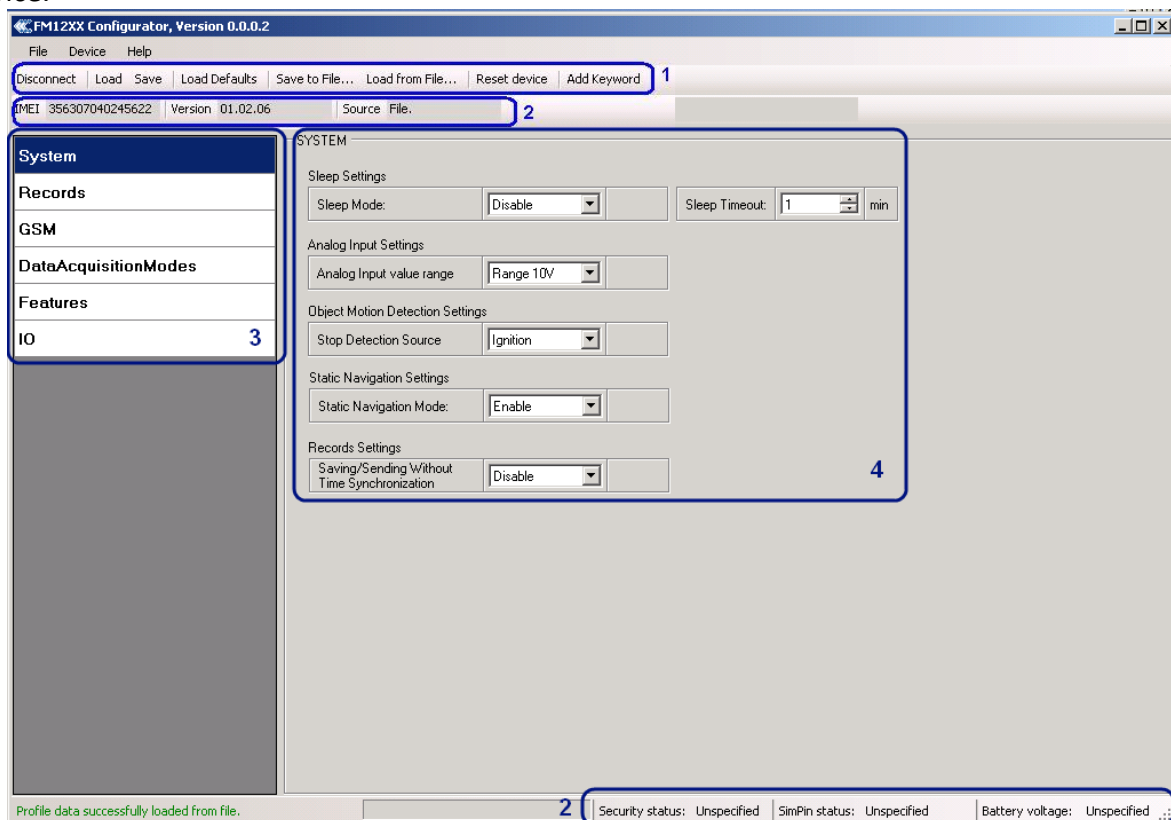 FM12XX Configurator, Version 0.0.0.2
File Device Help
Disconnect Load Save Load Defaults Save to File... Load from File... Reset device Add Keyword 1
IMEI 356307040245622 Version 01.02.06 Source File. 2
System
Records
GSM
DataAcquisitionModes
Features
IO 3
SYSTEM
Sleep Settings
Sleep Mode: Disable Sleep Timeout: 1 min
Analog Input Settings
Analog Input value range Range 10V
Object Motion Detection Settings
Stop Detection Source Ignition
Static Navigation Settings
Static Navigation Mode: Enable
Records Settings
Saving/Sending Without
Time Synchronization Disable 4
Profile data successfully loaded from file. 2 Security status: Unspecified SimPin status: Unspecified Battery voltage: Unspecified